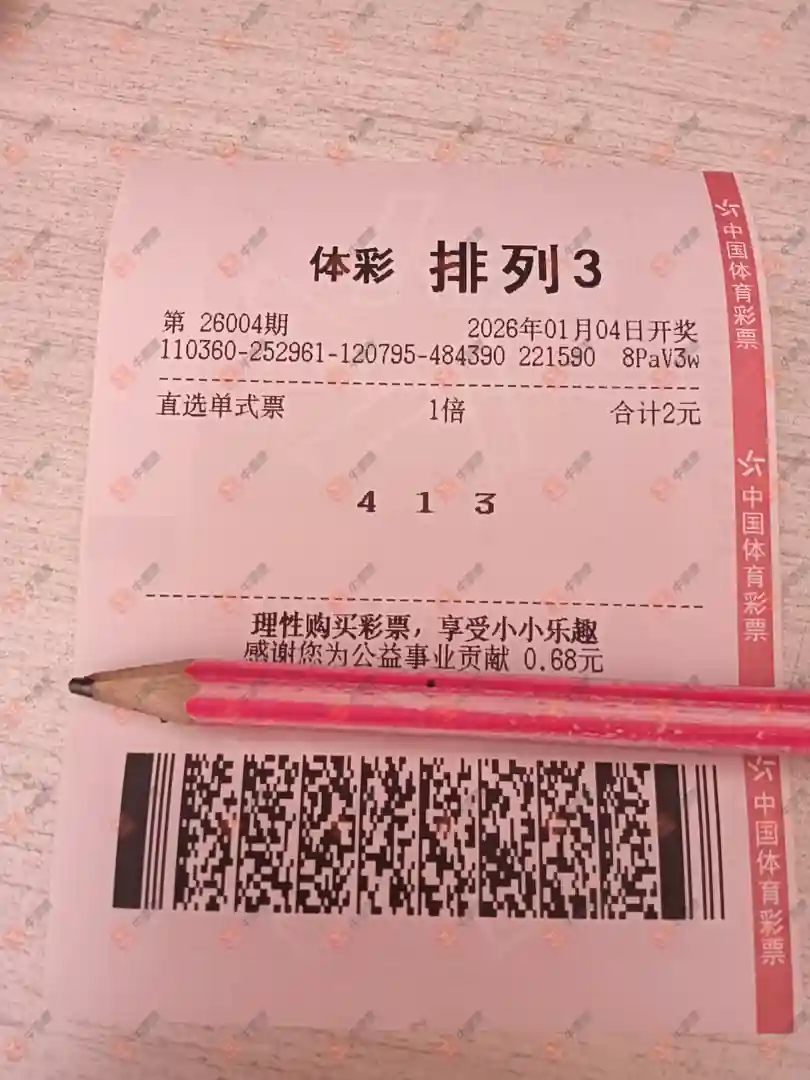 体彩 排列3
第 26004期 2026年01月04日开奖
110360-252961-120795-484390 221590 8PaV3w
直选单式票 1倍 合计2元
4 1 3
理性购买彩票，享受小小乐趣
感谢您为公益事业贡献 0.68元
中国体育彩票
中国体育彩票
中国体育彩票